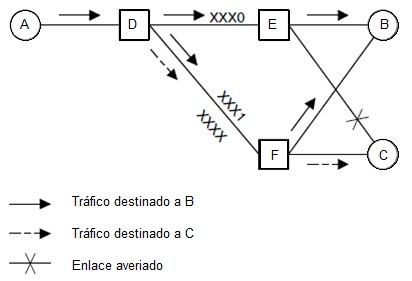 A
D
XXX0
E
B
XXX1
XXXX
F
C
Tráfico destinado a B
Tráfico destinado a C
Enlace averiado